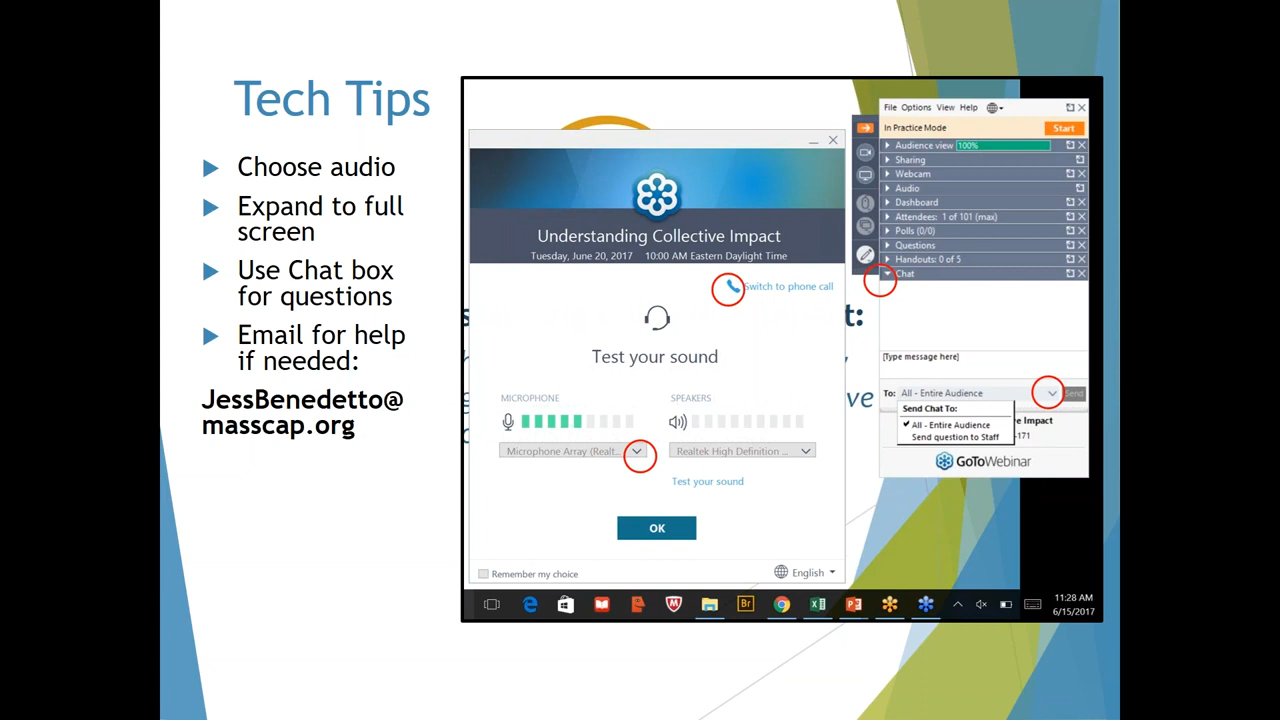 Tech Tips
Choose audio
Expand to full
screen
Use Chat box
for questions
Email for help
if needed:
JessBenedetto@
masscap.org
Understanding Collective Impact
Tuesday, June 20, 2017 10:00 AM Eastern Daylight Time
Switch to phone call
Test your sound
MICROPHONE
SPEAKERS
Microphone Array (Realt...
Realtek High Definition ...
Test your sound
OK
Remember my choice
English
File Options View Help
In Practice Mode
Start
Audience view 100%
Sharing
Webcam
Audio
Dashboard
Attendees: 1 of 101 (max)
Polls (0/0)
Questions
Handouts: 0 of 5
Chat
[Type message here]
To: All - Entire Audience
Send
Send Chat To:
All - Entire Audience
Send question to Staff
Impact
-171
GoToWebinar
t:
ve
Br
11:28 AM
6/15/2017